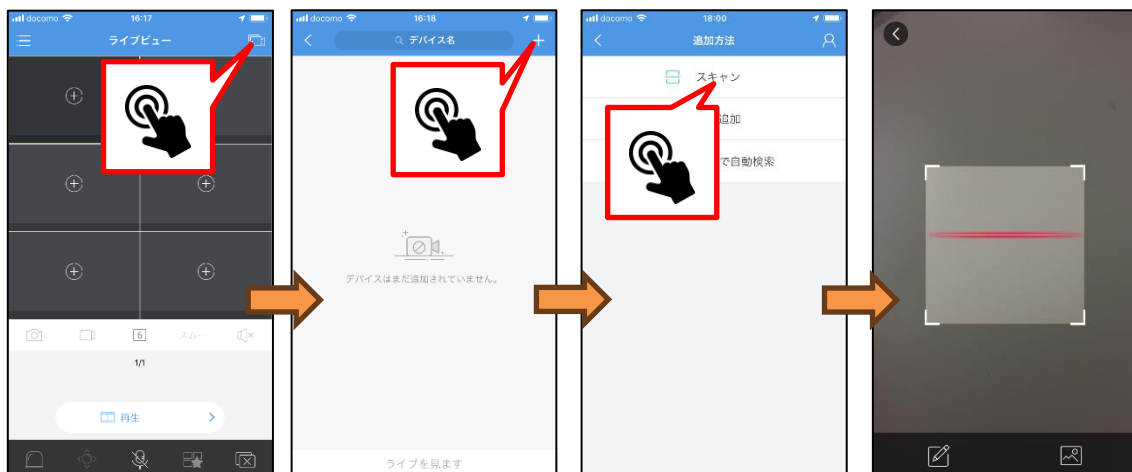 docomo 16:17
ライブビュー
6
スム…
1/1
再生
docomo 16:18
デバイス名
デバイスはまだ追加されていません。
ライブを見ます
docomo 18:00
追加方法
スキャン
追加
で自動検索